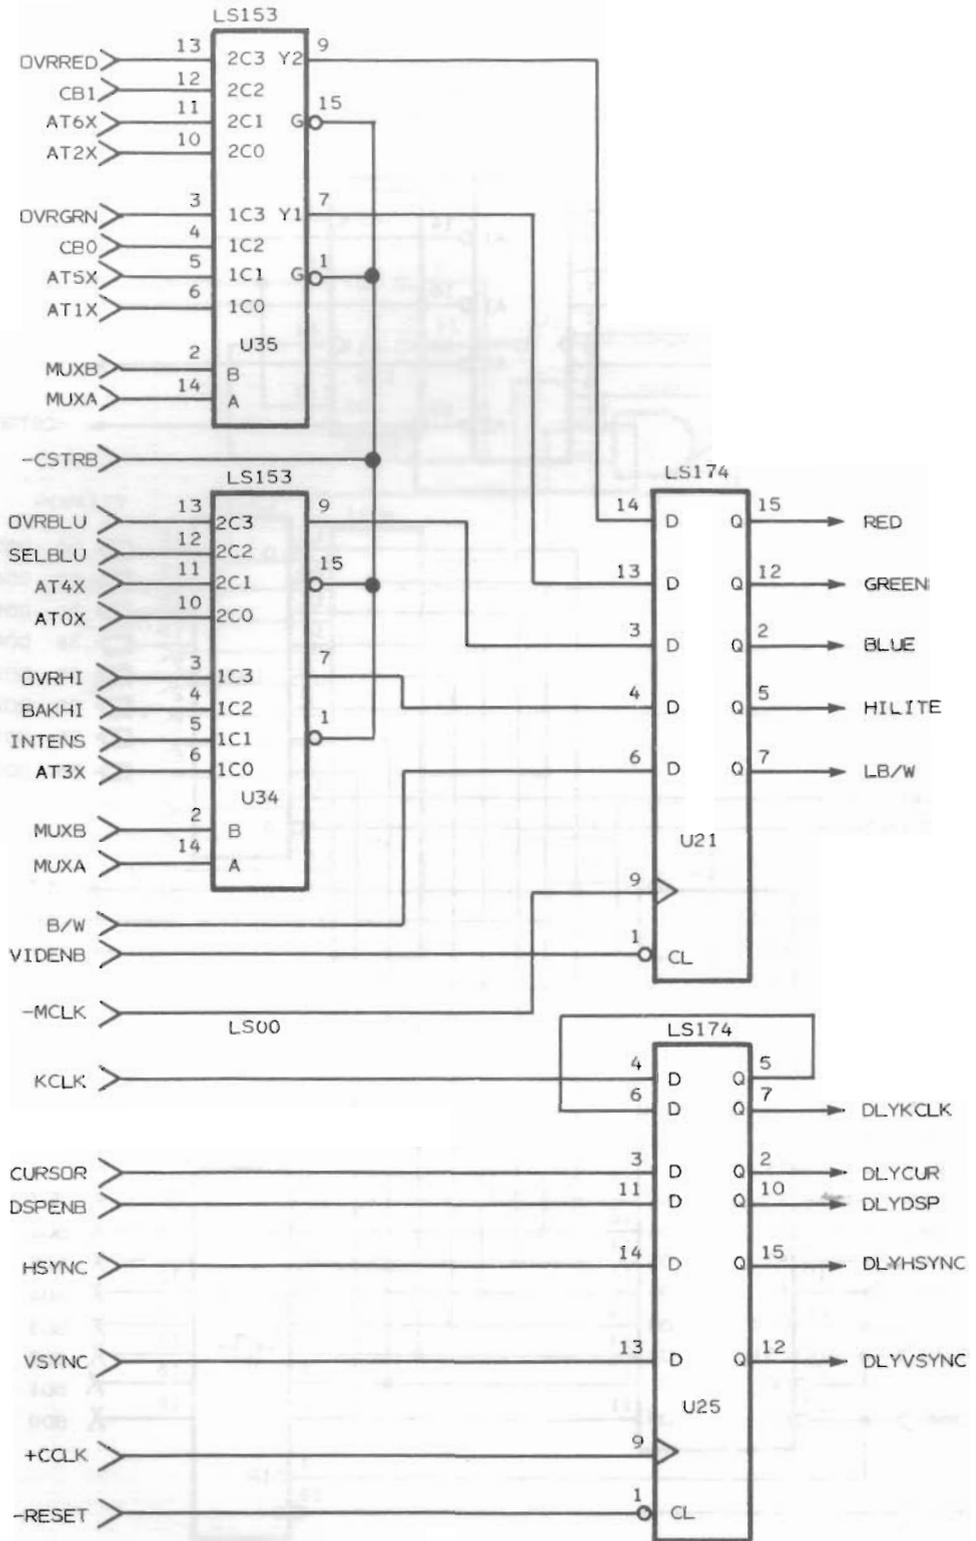 LS153
OVRRED 13 2C3 Y2 9
CB1 12 2C2
AT6X 11 2C1 G 15
AT2X 10 2C0
OVRGRN 3 1C3 Y1 7
CB0 4 1C2
AT5X 5 1C1 G 1
AT1X 6 1C0
U35
MUXB 2 B
MUXA 14 A
-CSTRB
LS153
OVRBLU 13 2C3 9
SELBLU 12 2C2
AT4X 11 2C1 15
AT0X 10 2C0
OVRHI 3 1C3 7
BAKHI 4 1C2
INTENS 5 1C1 1
AT3X 6 1C0
U34
MUXB 2 B
MUXA 14 A
B/W
VIDENB
-MCLK
LS00
LS174
14 D Q 15 RED
13 D Q 12 GREEN
3 D Q 2 BLUE
4 D Q 5 HILITE
6 D Q 7 LB/W
U21
9
1 CL
LS174
KCLK 4 D Q 5
6 D Q 7 DLYKCLK
CURSOR 3 D Q 2 DLYCUR
DSPENB 11 D Q 10 DLYDSP
HSYNC 14 D Q 15 DLYHSYNC
VSYNC 13 D Q 12 DLYVSYNC
U25
+CCLK 9
-RESET 1 CL